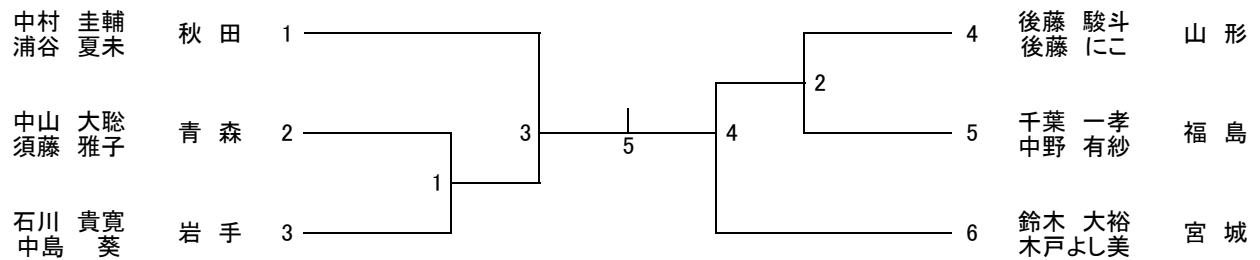 中村 圭輔
浦谷 夏未
秋 田 1
中山 大聡
須藤 雅子
青 森 2
石川 貴寛
中島 葵
岩 手 3
1
3
5
4
2
4
後藤 駿斗
後藤 にこ
山 形
5
千葉 一孝
中野 有紗
福 島
6
鈴木 大裕
木戸よし美
宮 城